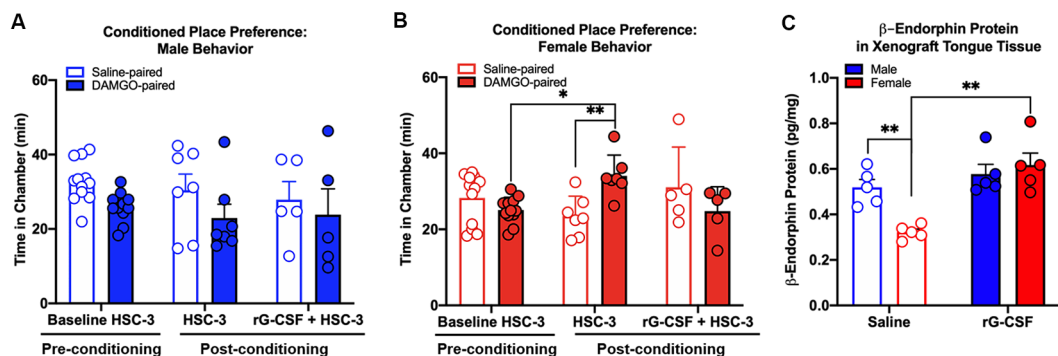 A
Conditioned Place Preference:
Male Behavior
Saline-paired
DAMGO-paired
Time in Chamber (min)
60
40
20
0
Baseline HSC-3
HSC-3
rG-CSF + HSC-3
Pre-conditioning
Post-conditioning
B
Conditioned Place Preference:
Female Behavior
Saline-paired
DAMGO-paired
*
**
Time in Chamber (min)
60
40
20
0
Baseline HSC-3
HSC-3
rG-CSF + HSC-3
Pre-conditioning
Post-conditioning
C
β-Endorphin Protein
in Xenograft Tongue Tissue
Male
Female
**
**
β-Endorphin Protein (pg/mg)
1.0
0.8
0.6
0.4
0.2
0.0
Saline
rG-CSF